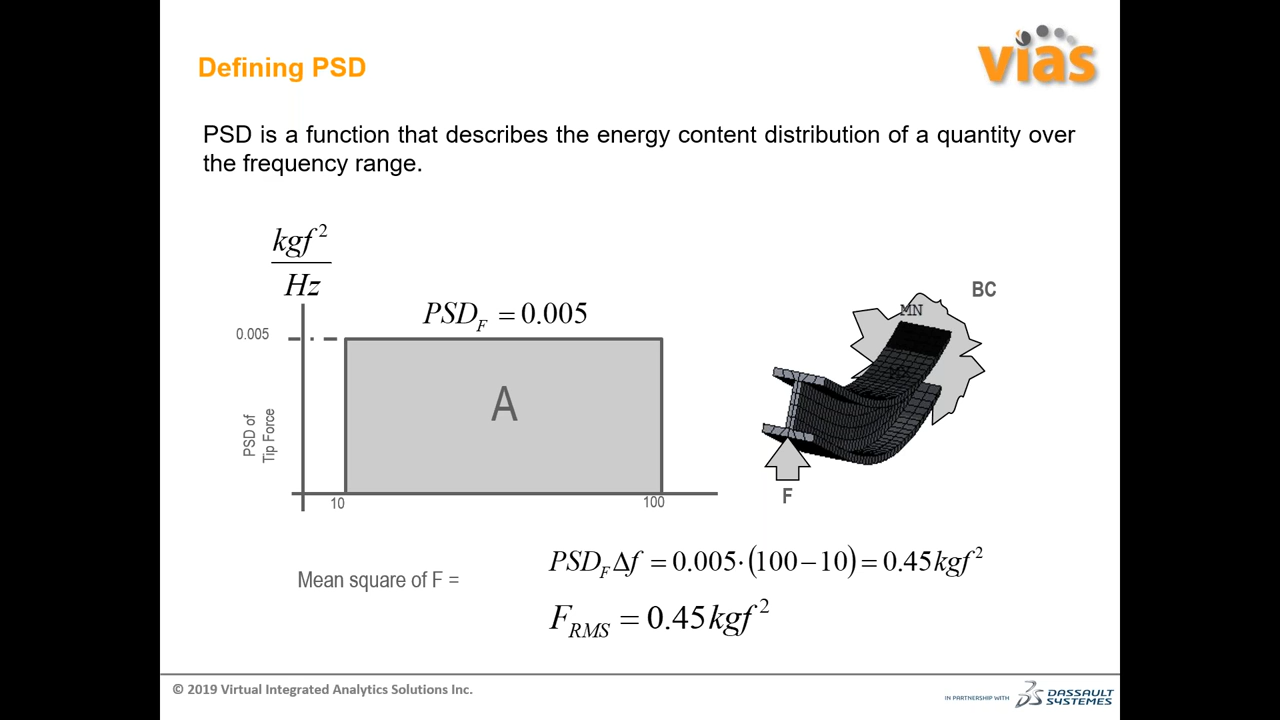 Defining PSD
vias
PSD is a function that describes the energy content distribution of a quantity over
the frequency range.
kgf²
Hz
PSD_F = 0.005
0.005
A
PSD of
Tip Force
10
100
BC
MN
F
PSD_F Δf = 0.005·(100−10) = 0.45kgf²
Mean square of F =
F_RMS = 0.45kgf²
© 2019 Virtual Integrated Analytics Solutions Inc.
IN PARTNERSHIP WITH
DASSAULT
SYSTEMES